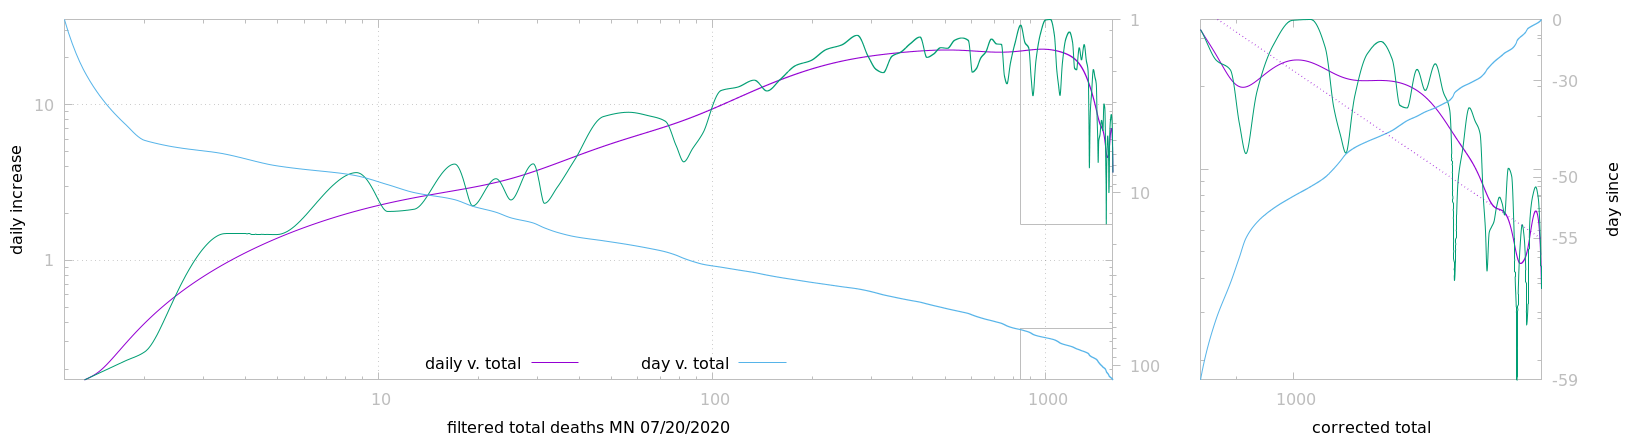 daily increase
10
1
daily v. total
day v. total
10
100
1000
1
10
100
filtered total deaths MN 07/20/2020
0
-30
-50
-55
-59
day since
1000
corrected total